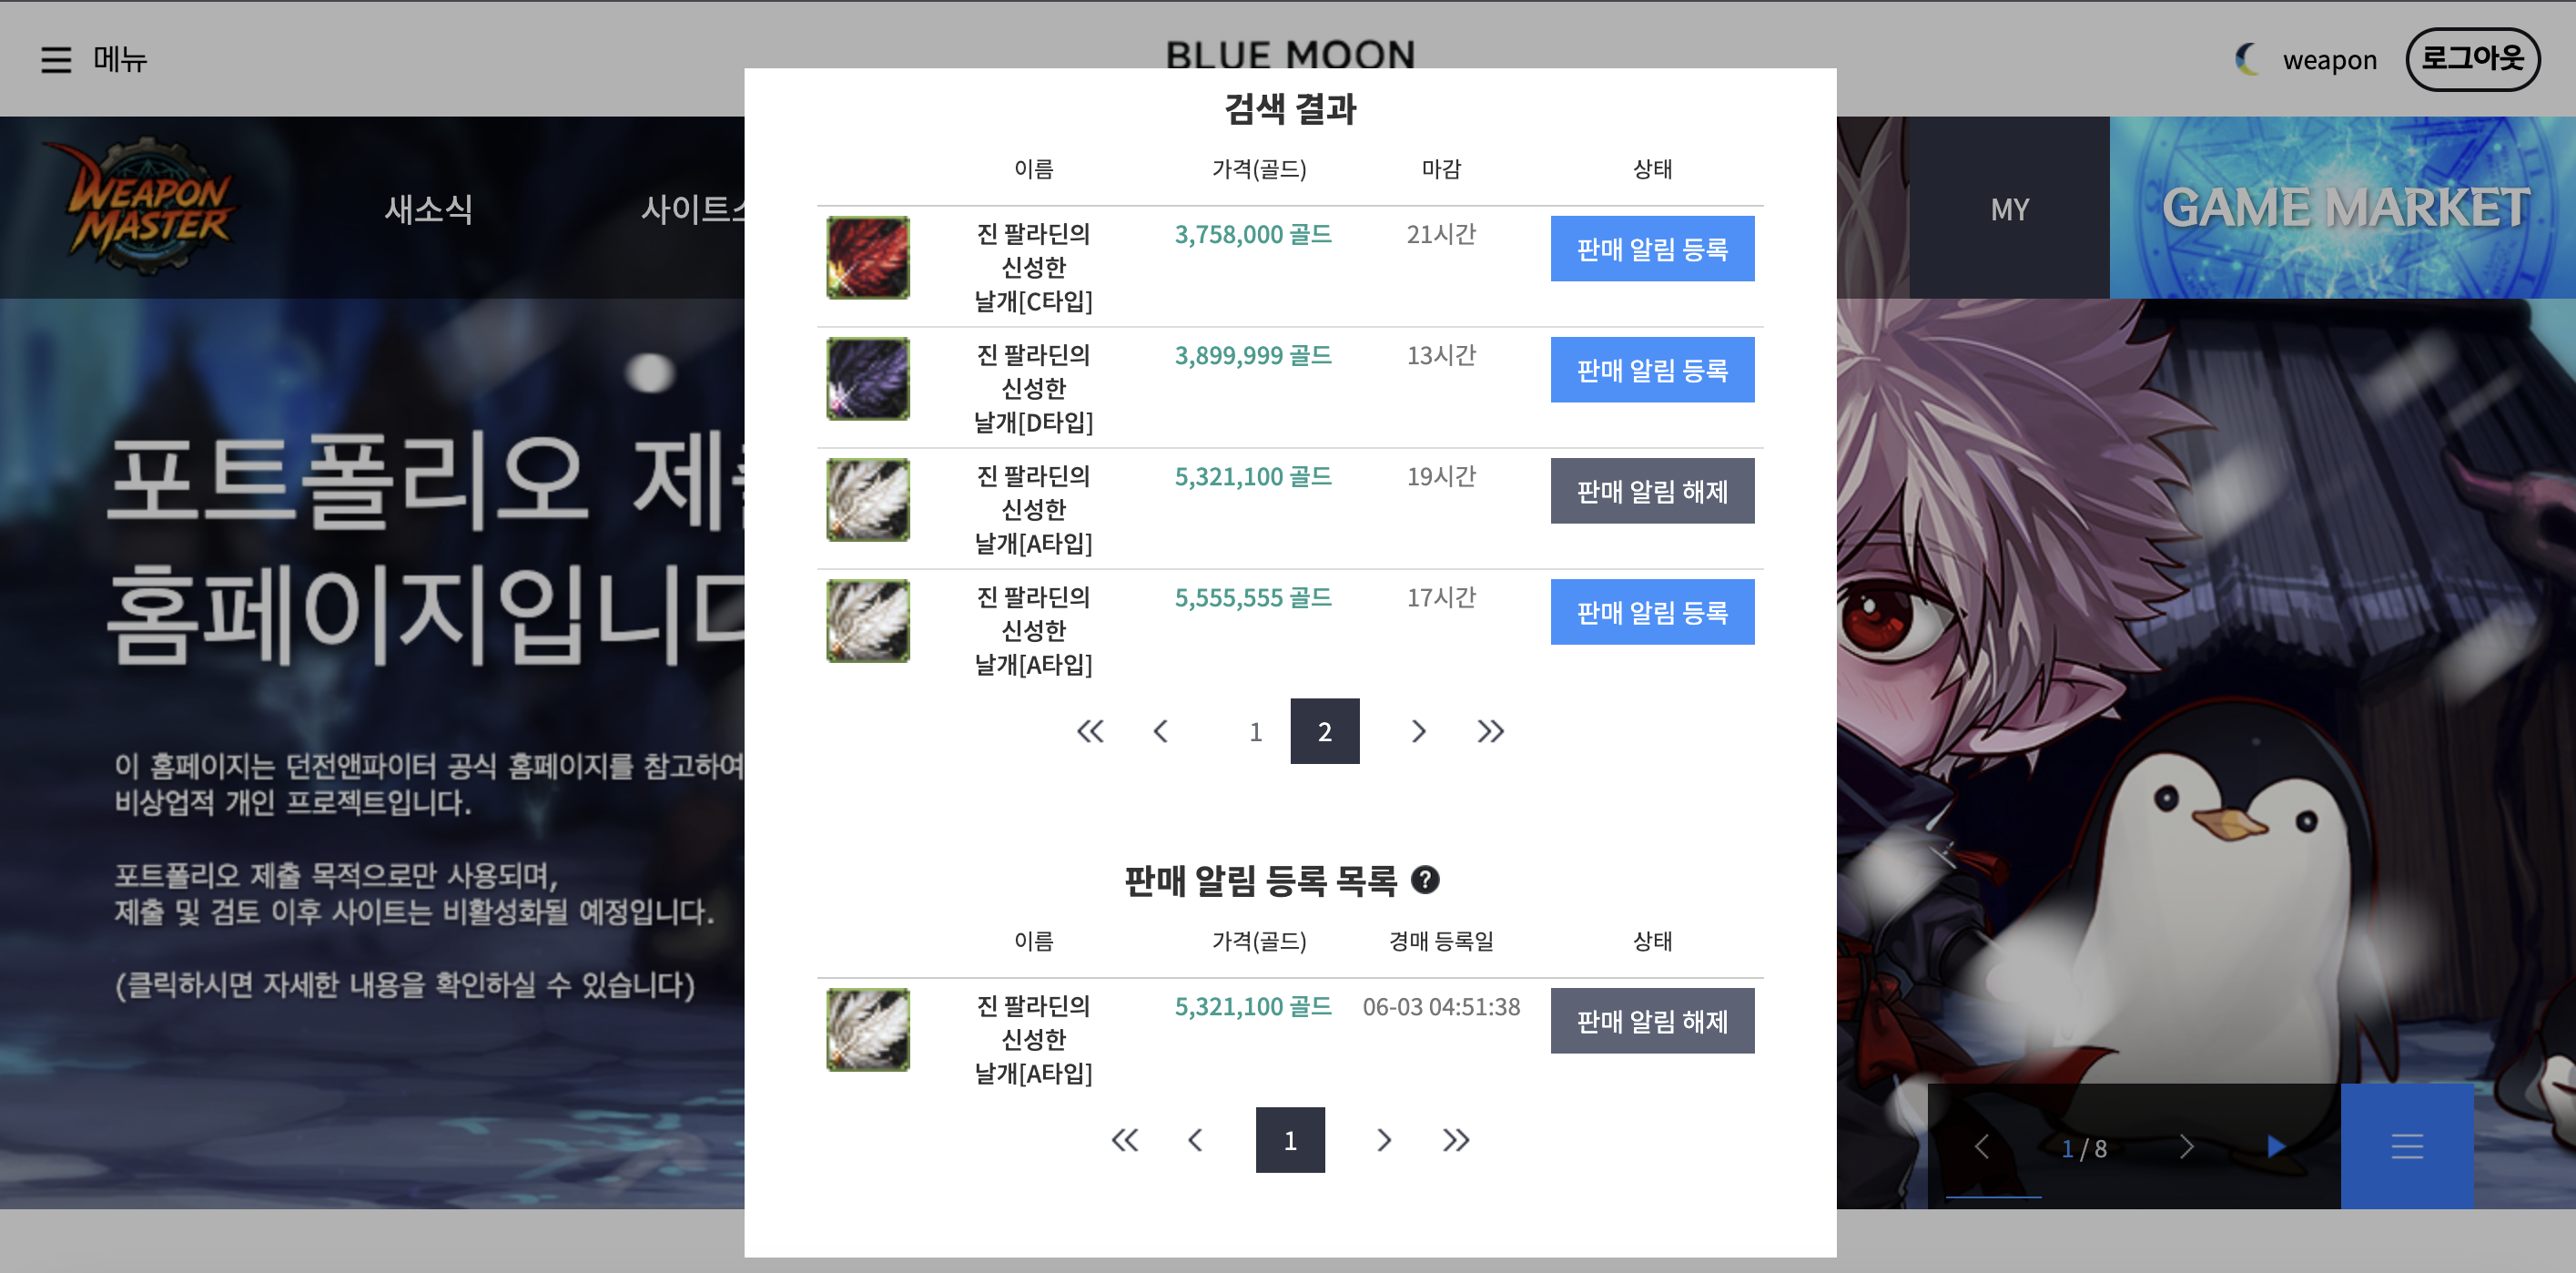 메뉴
BLUE MOON
weapon
로그아웃
WEAPON
MASTER
새소식
MY
GAME MARKET
포트폴리오
홈페이지입니다
이 홈페이지는 던전앤파이터 공식 홈페이지를 참고하여
비상업적 개인 프로젝트입니다.
포트폴리오 제출 목적으로만 사용되며,
제출 및 검토 이후 사이트는 비활성화될 예정입니다.
(클릭하시면 자세한 내용을 확인하실 수 있습니다)
검색 결과
이름 가격(골드) 마감 상태
진 팔라딘의 3,758,000 골드 21시간 판매 알림 등록
신성한
날개[C타입]
진 팔라딘의 3,899,999 골드 13시간 판매 알림 등록
신성한
날개[D타입]
진 팔라딘의 5,321,100 골드 19시간 판매 알림 해제
신성한
날개[A타입]
진 팔라딘의 5,555,555 골드 17시간 판매 알림 등록
신성한
날개[A타입]
1 2
판매 알림 등록 목록 ?
이름 가격(골드) 경매 등록일 상태
진 팔라딘의 5,321,100 골드 06-03 04:51:38 판매 알림 해제
신성한
날개[A타입]
1
1 / 8